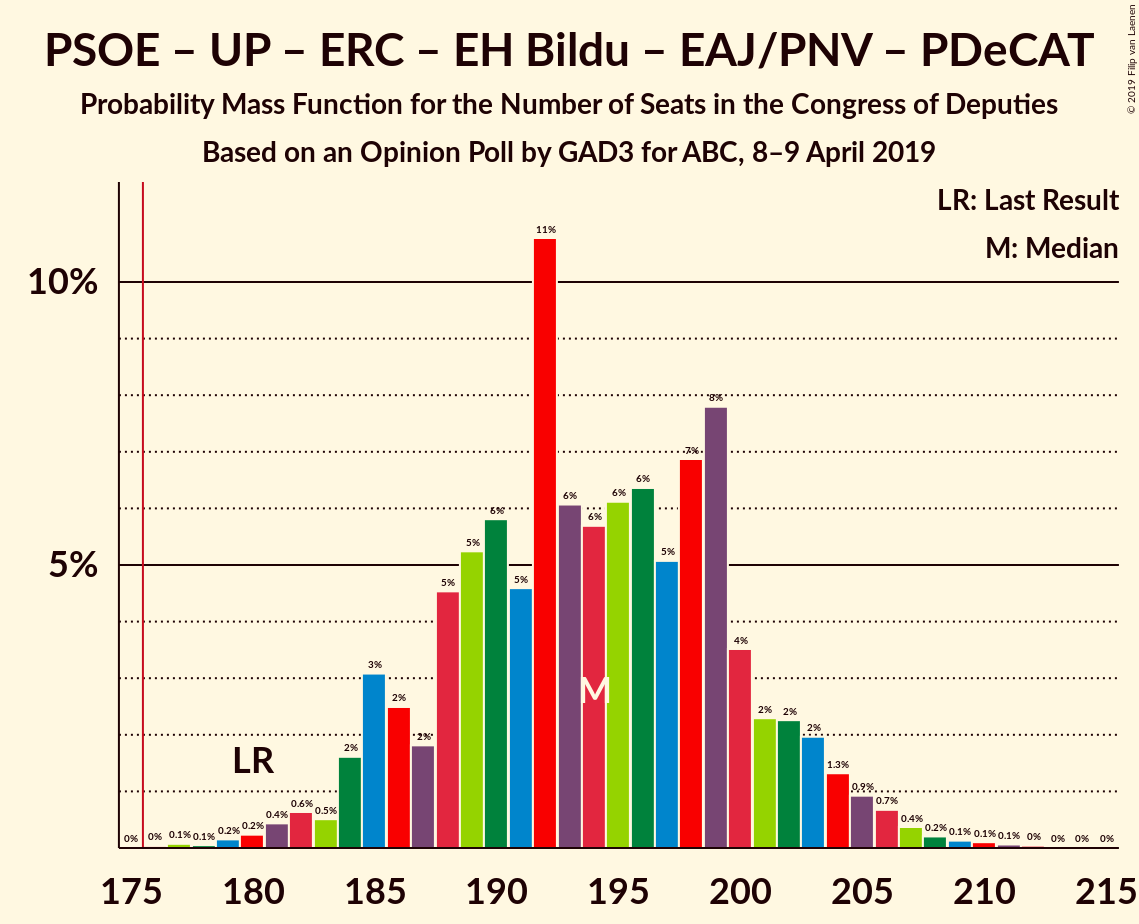 PSOE – UP – ERC – EH Bildu – EAJ/PNV – PDeCAT
Probability Mass Function for the Number of Seats in the Congress of Deputies
Based on an Opinion Poll by GAD3 for ABC, 8–9 April 2019
© 2019 Filip van Laenen
LR: Last Result
M: Median
10%
5%
0% 0% 0.1% 0.1% 0.2% 0.2% 0.4% 0.6% 0.5% 2% 3% 2% 2% 5% 5% 6% 5% 11% 6% 6% 6% 6% 5% 7% 8% 4% 2% 2% 2% 1.3% 0.9% 0.7% 0.4% 0.2% 0.1% 0.1% 0.1% 0% 0% 0% 0%
M
LR
175 180 185 190 195 200 205 210 215